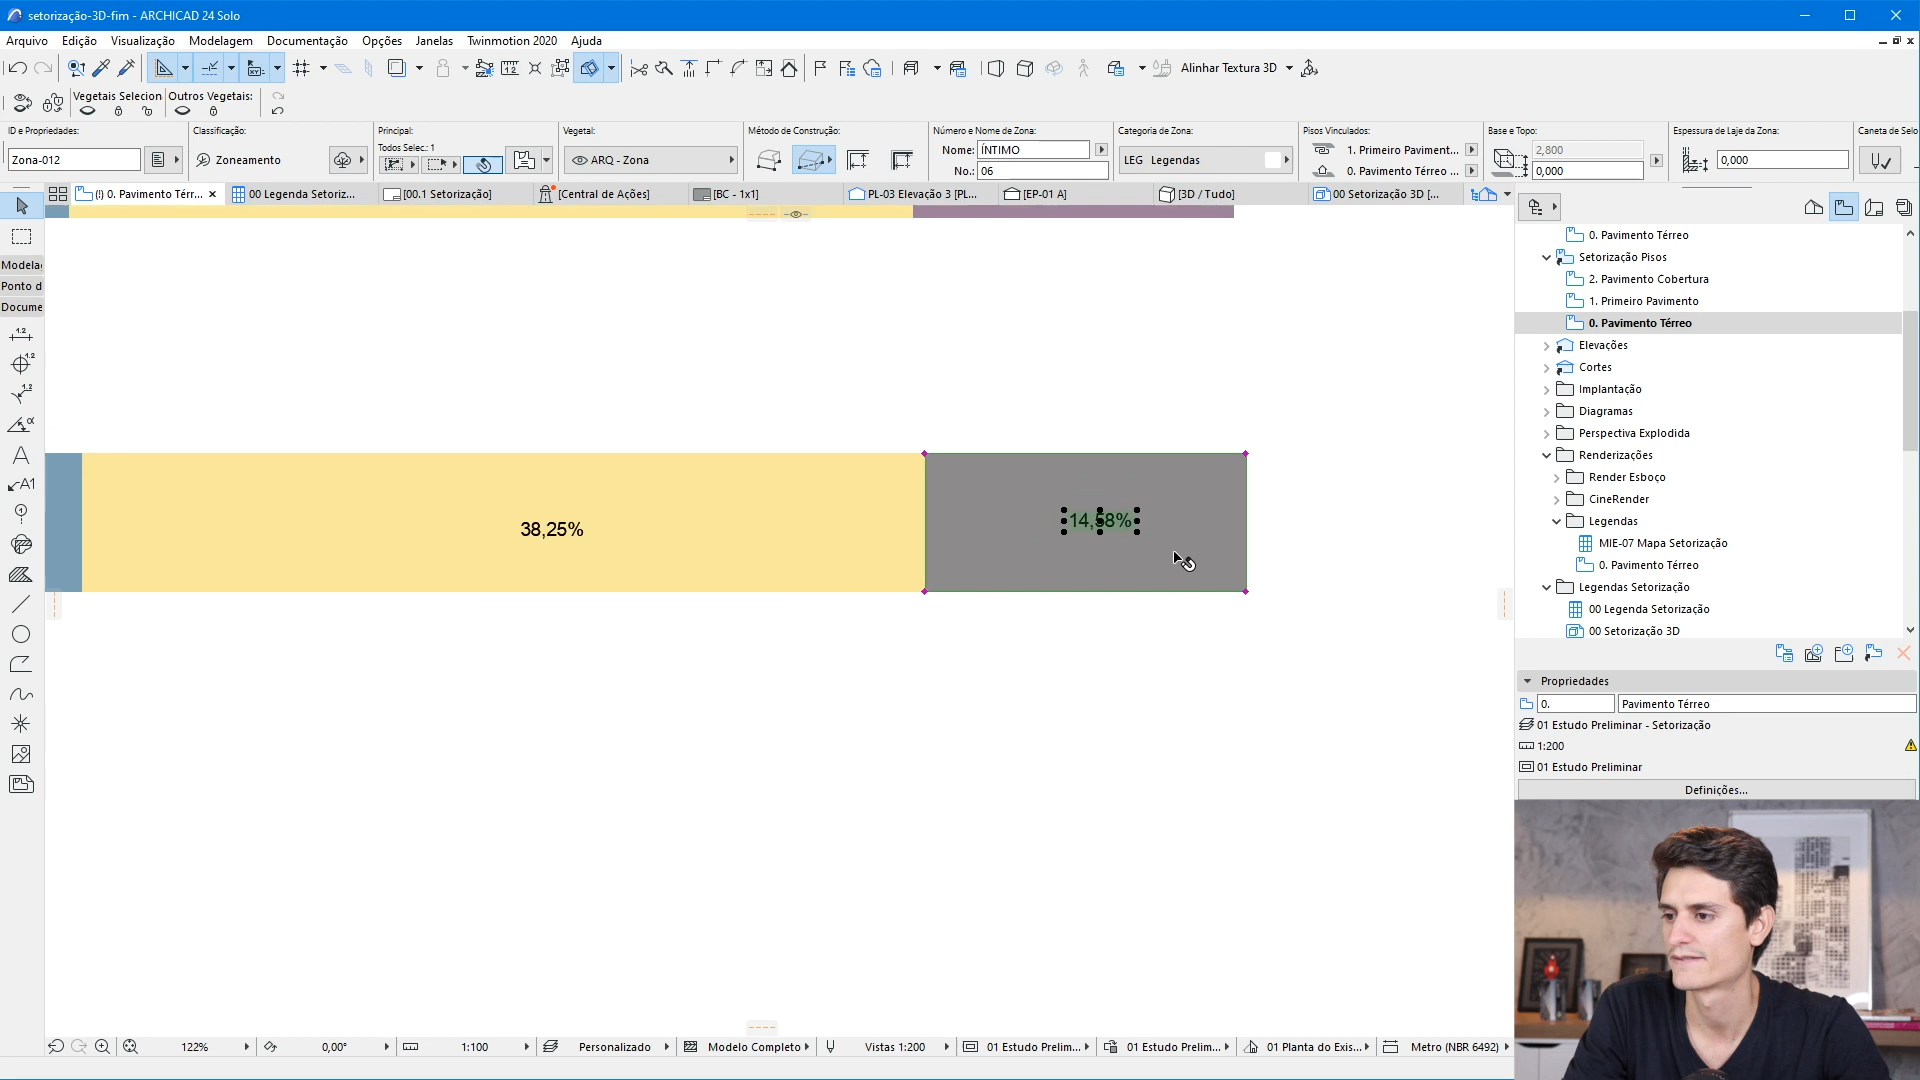 setorização-3D-fim - ARCHICAD 24 Solo
Arquivo Edição Visualização Modelagem Documentação Opções Janelas Twinmotion 2020 Ajuda
Alinhar Textura 3D
Vegetais Selecion Outros Vegetais:
ID e Propriedades: Classificação: Principal: Vegetal: Método de Construção: Número e Nome de Zona: Categoria de Zona: Pisos Vinculados: Base e Topo: Espessura de Laje da Zona: Caneta de Selo
Todos Selec.: 1
Zona-012 Zoneamento ARQ - Zona Nome: ÍNTIMO LEG Legendas 1. Primeiro Paviment... 2,800 0,000
No.: 06 0. Pavimento Térreo ... 0,000
(!) 0. Pavimento Térr... 00 Legenda Setoriz... [00.1 Setorização] [Central de Ações] [BC - 1x1] PL-03 Elevação 3 [PL... [EP-01 A] [3D / Tudo] 00 Setorização 3D [...
Modela
Ponto d
Docume
38,25%
14,58%
0. Pavimento Térreo
Setorização Pisos
2. Pavimento Cobertura
1. Primeiro Pavimento
0. Pavimento Térreo
Elevações
Cortes
Implantação
Diagramas
Perspectiva Explodida
Renderizações
Render Esboço
CineRender
Legendas
MIE-07 Mapa Setorização
0. Pavimento Térreo
Legendas Setorização
00 Legenda Setorização
00 Setorização 3D
Propriedades
0. Pavimento Térreo
01 Estudo Preliminar - Setorização
1:200
01 Estudo Preliminar
Definições...
122% 0,00° 1:100 Personalizado Modelo Completo Vistas 1:200 01 Estudo Prelim... 01 Estudo Prelim... 01 Planta do Exis... Metro (NBR 6492)